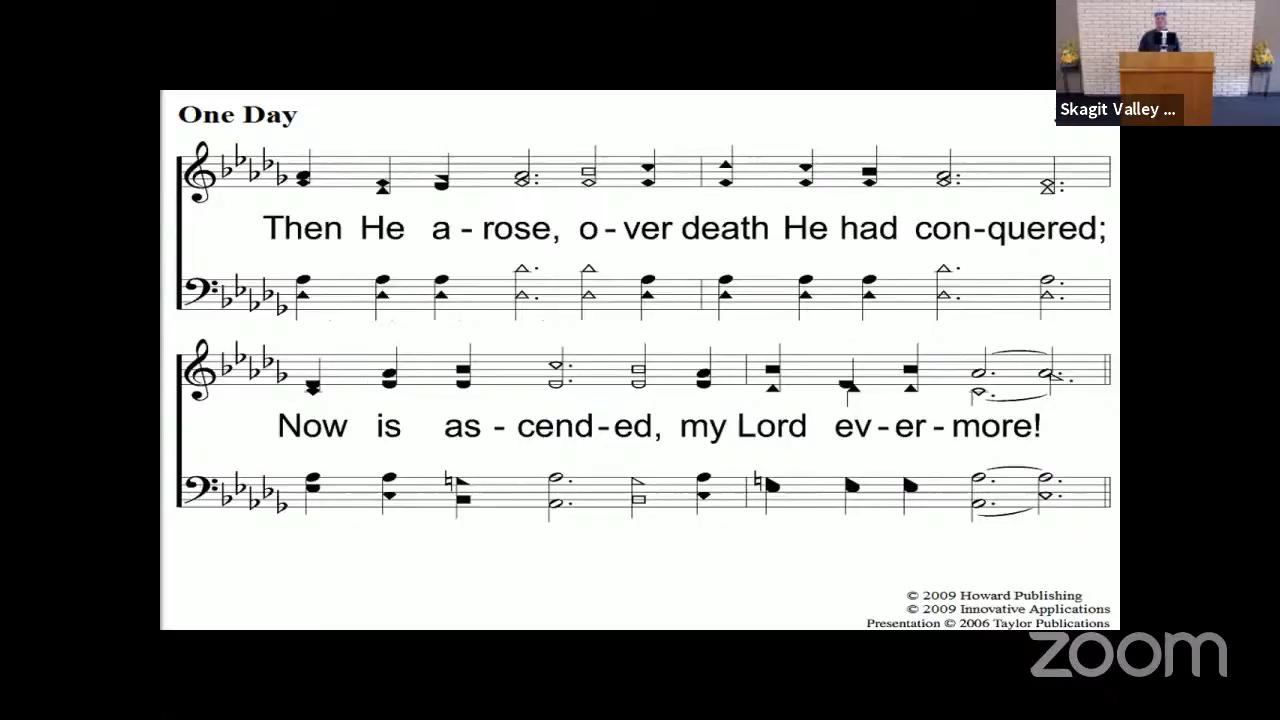 Skagit Valley ...
One Day
Then He a - rose, o - ver death He had con - quered;
Now is as - cend - ed, my Lord ev - er - more!
© 2009 Howard Publishing
© 2009 Innovative Applications
Presentation © 2006 Taylor Publications
zoom